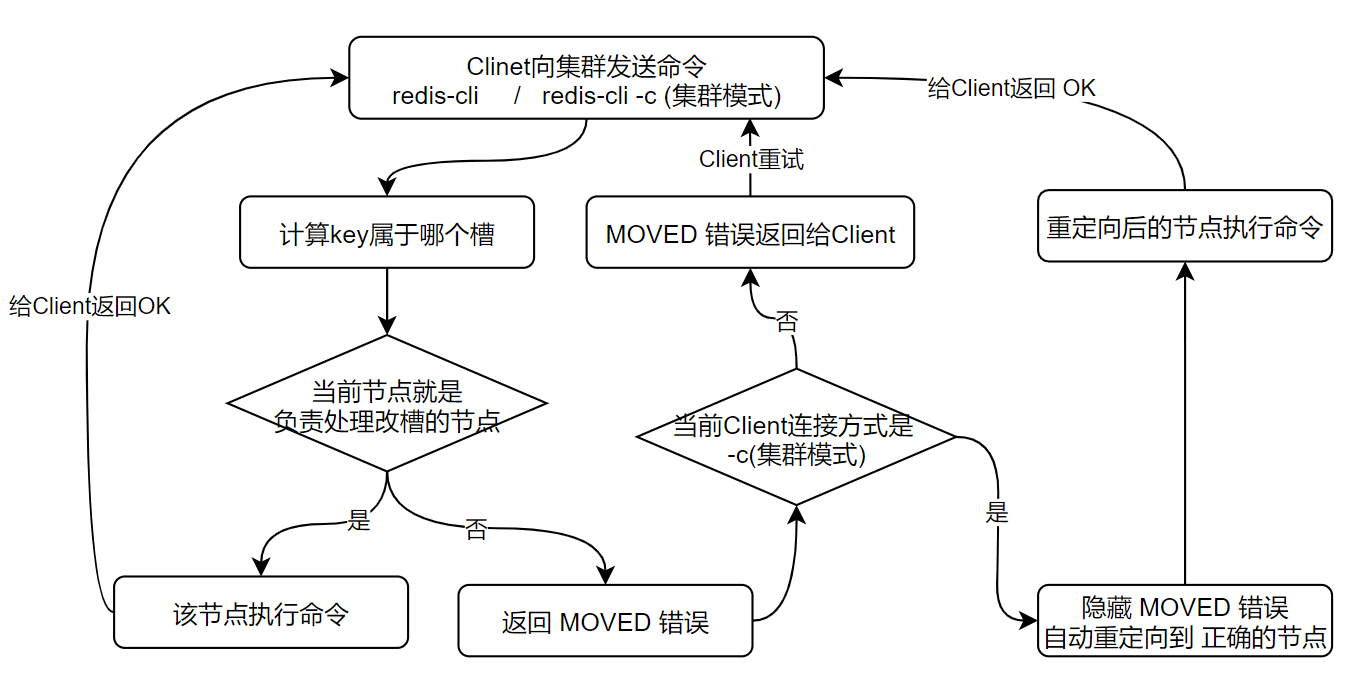 Clinet向集群发送命令
redis-cli / redis-cli -c (集群模式)
给Client返回 OK
Client重试
计算key属于哪个槽
MOVED 错误返回给Client
重定向后的节点执行命令
给Client返回OK
否
当前节点就是
负责处理改槽的节点
当前Client连接方式是
-c(集群模式)
是
否
是
该节点执行命令
返回 MOVED 错误
隐藏 MOVED 错误
自动重定向到 正确的节点